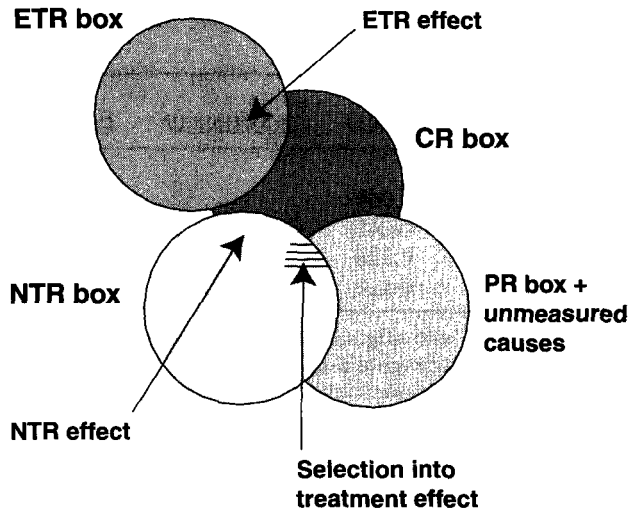 ETR box
ETR effect
CR box
NTR box
PR box +
unmeasured
causes
NTR effect
Selection into
treatment effect